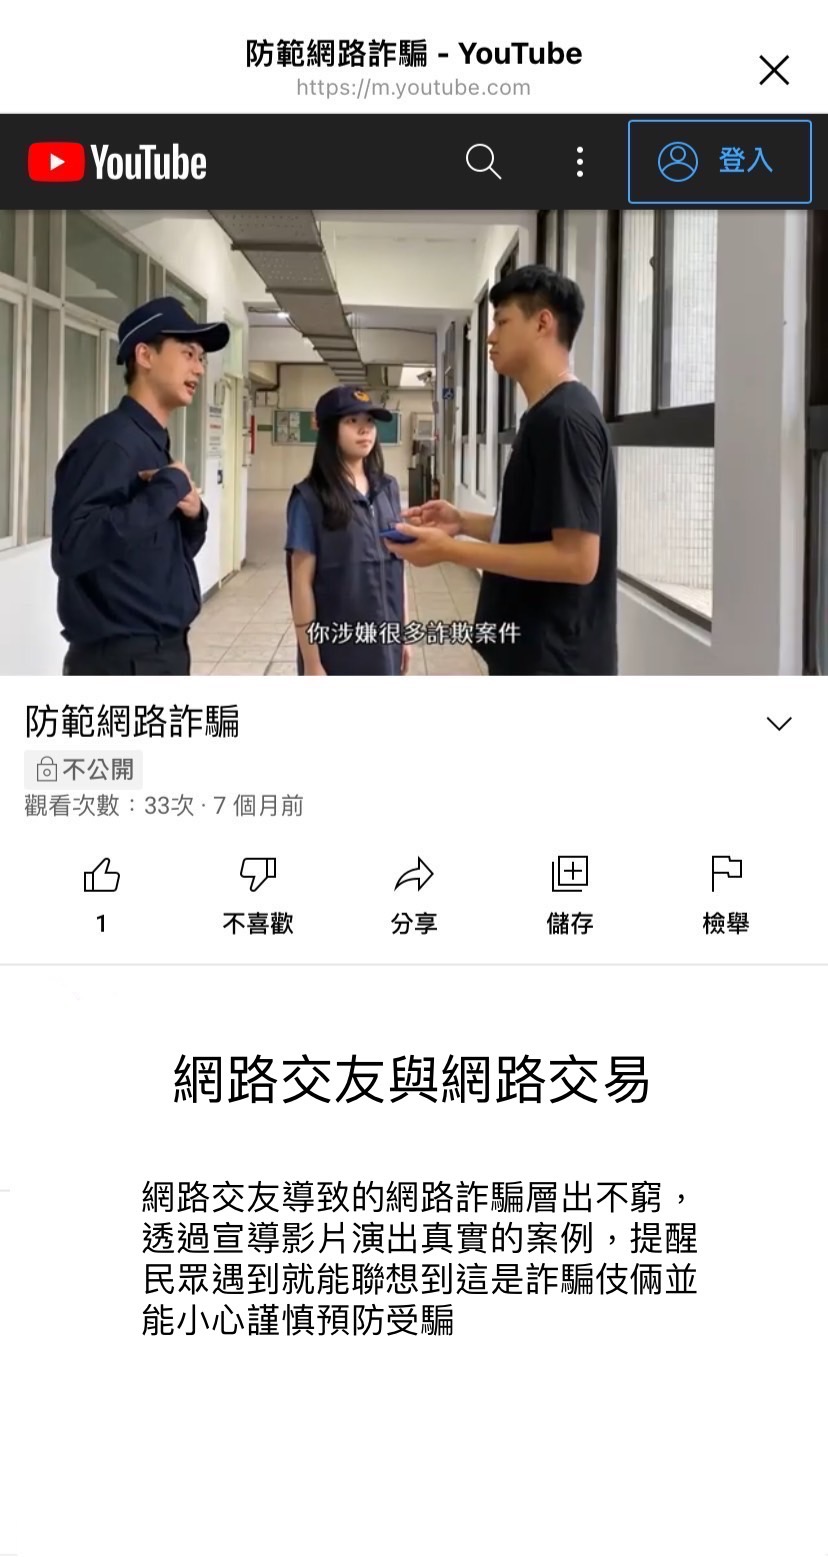 防範網路詐騙 - YouTube
https://m.youtube.com
YouTube
登入
你涉嫌很多詐欺案件
防範網路詐騙
不公開
觀看次數：33次 · 7 個月前
1
不喜歡
分享
儲存
檢舉
網路交友與網路交易
網路交友導致的網路詐騙層出不窮，
透過宣導影片演出真實的案例，提醒
民眾遇到就能聯想到這是詐騙伎倆並
能小心謹慎預防受騙